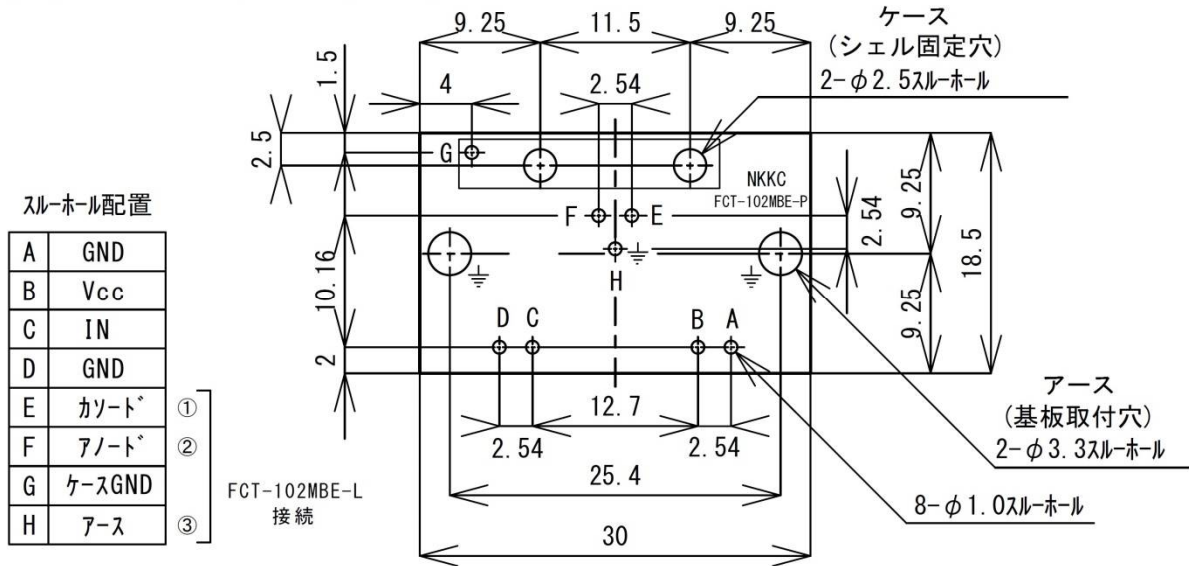 9.25
11.5
9.25
ケース
(シェル固定穴)
2-φ2.5スルーホール
1.5
4
2.54
2.5
G
NKKC
FCT-102MBE-P
F
E
2.54
9.25
18.5
H
10.16
9.25
D
C
B
A
2
12.7
2.54
2.54
25.4
30
アース
(基板取付穴)
2-φ3.3スルーホール
8-φ1.0スルーホール
スルーホール配置
A GND
B Vcc
C IN
D GND
E カソード ①
F アノード ②
G ケースGND
H アース ③
FCT-102MBE-L
接続